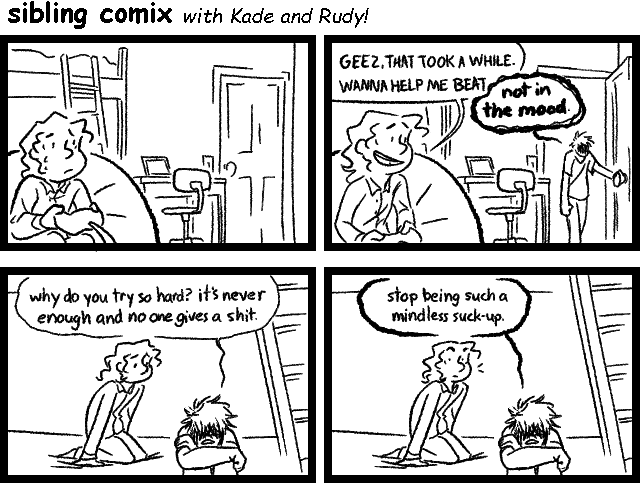 sibling comix with Kade and Rudy!
GEEZ, THAT TOOK A WHILE.
WANNA HELP ME BEAT
not in
the mood.
why do you try so hard? it's never
enough and no one gives a shit.
stop being such a
mindless suck-up.